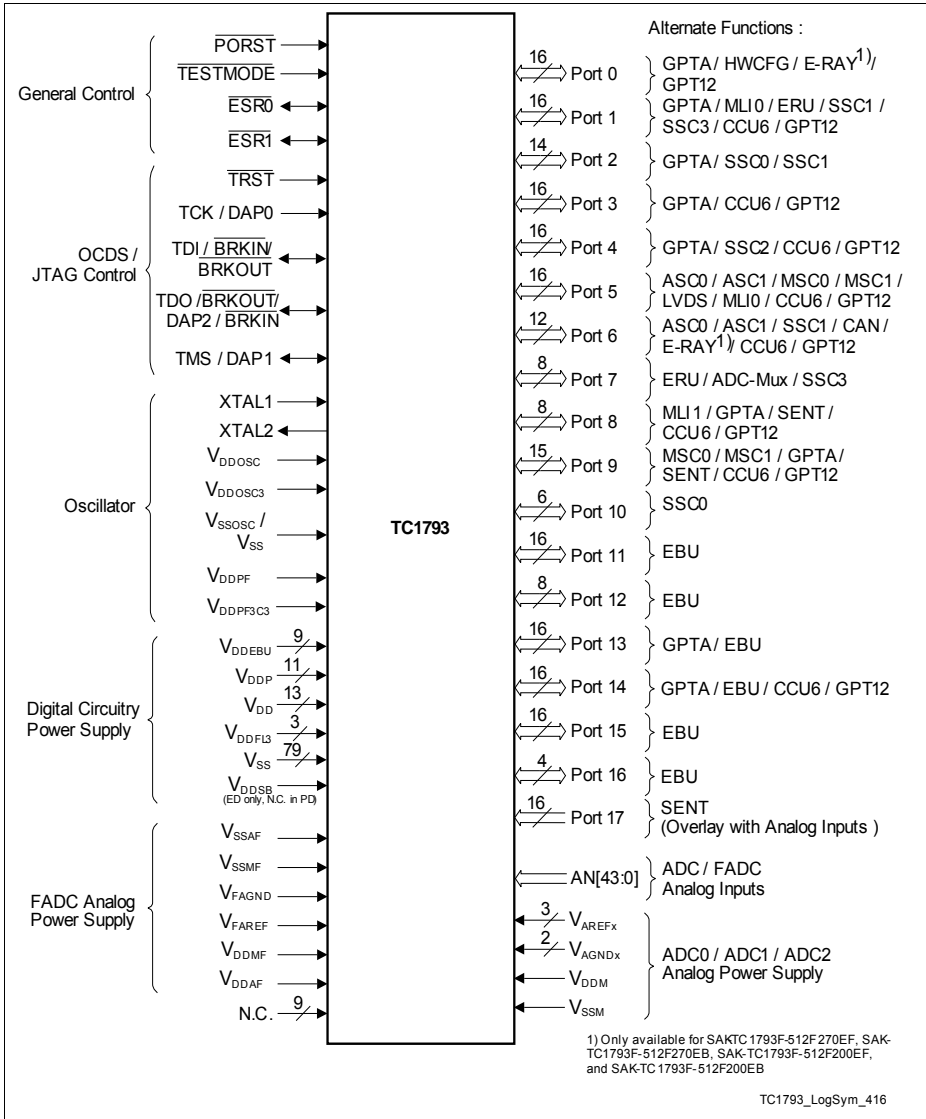 General Control
PORST
TESTMODE
ESR0
ESR1
OCDS /
JTAG Control
TRST
TCK / DAP0
TDI / BRKIN/
BRKOUT
TDO /BRKOUT/
DAP2 / BRKIN
TMS / DAP1
Oscillator
XTAL1
XTAL2
VDDOSC
VDDOSC3
VSSOSC /
VSS
VDDPF
VDDPF3C3
Digital Circuitry
Power Supply
VDDEBU 9
VDDP 11
VDD 13
VDDFL3 3
VSS 79
VDDSB
(ED only, N.C. in PD)
FADC Analog
Power Supply
VSSAF
VSSMF
VFAGND
VFAREF
VDDMF
VDDAF
N.C. 9
TC1793
Alternate Functions :
16 Port 0 GPTA / HWCFG / E-RAY1)/
GPT12
16 Port 1 GPTA / MLI0 / ERU / SSC1 /
SSC3 / CCU6 / GPT12
14 Port 2 GPTA / SSC0 / SSC1
16 Port 3 GPTA / CCU6 / GPT12
16 Port 4 GPTA / SSC2 / CCU6 / GPT12
16 Port 5 ASC0 / ASC1 / MSC0 / MSC1 /
LVDS / MLI0 / CCU6 / GPT12
12 Port 6 ASC0 / ASC1 / SSC1 / CAN /
E-RAY1)/ CCU6 / GPT12
8 Port 7 ERU / ADC-Mux / SSC3
8 Port 8 MLI1 / GPTA / SENT /
CCU6 / GPT12
15 Port 9 MSC0 / MSC1 / GPTA /
SENT / CCU6 / GPT12
6 Port 10 SSC0
16 Port 11 EBU
8 Port 12 EBU
16 Port 13 GPTA / EBU
16 Port 14 GPTA / EBU / CCU6 / GPT12
16 Port 15 EBU
4 Port 16 EBU
16 Port 17 SENT
(Overlay with Analog Inputs )
AN[43:0] ADC / FADC
Analog Inputs
3 VAREFx
2 VAGNDx
VDDM
VSSM
ADC0 / ADC1 / ADC2
Analog Power Supply
1) Only available for SAKTC1793F-512F270EF, SAK-
TC1793F-512F270EB, SAK-TC1793F-512F200EF,
and SAK-TC1793F-512F200EB
TC1793_LogSym_416